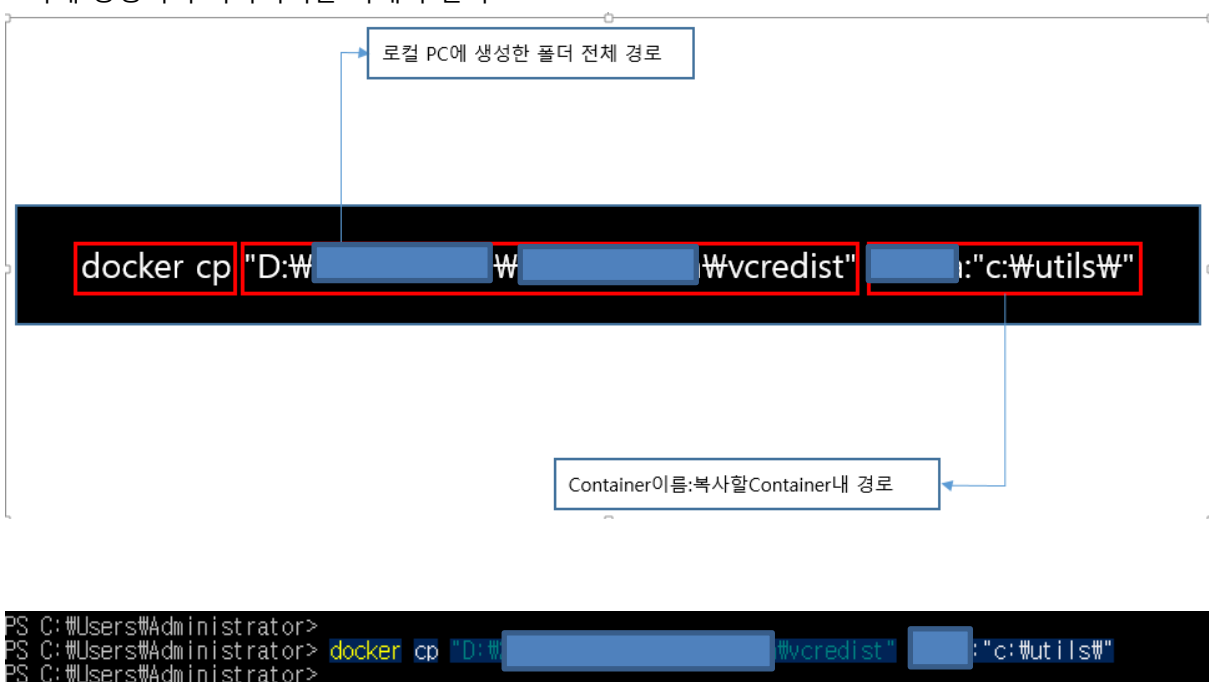 로컬 PC에 생성한 폴더 전체 경로
docker cp "D:₩ ₩ ₩vcredist" :"c:₩utils₩"
Container이름:복사할Container내 경로
PS C:₩Users₩Administrator>
PS C:₩Users₩Administrator> docker cp "D:₩ ₩vcredist" :"c:₩utils₩"
PS C:₩Users₩Administrator>